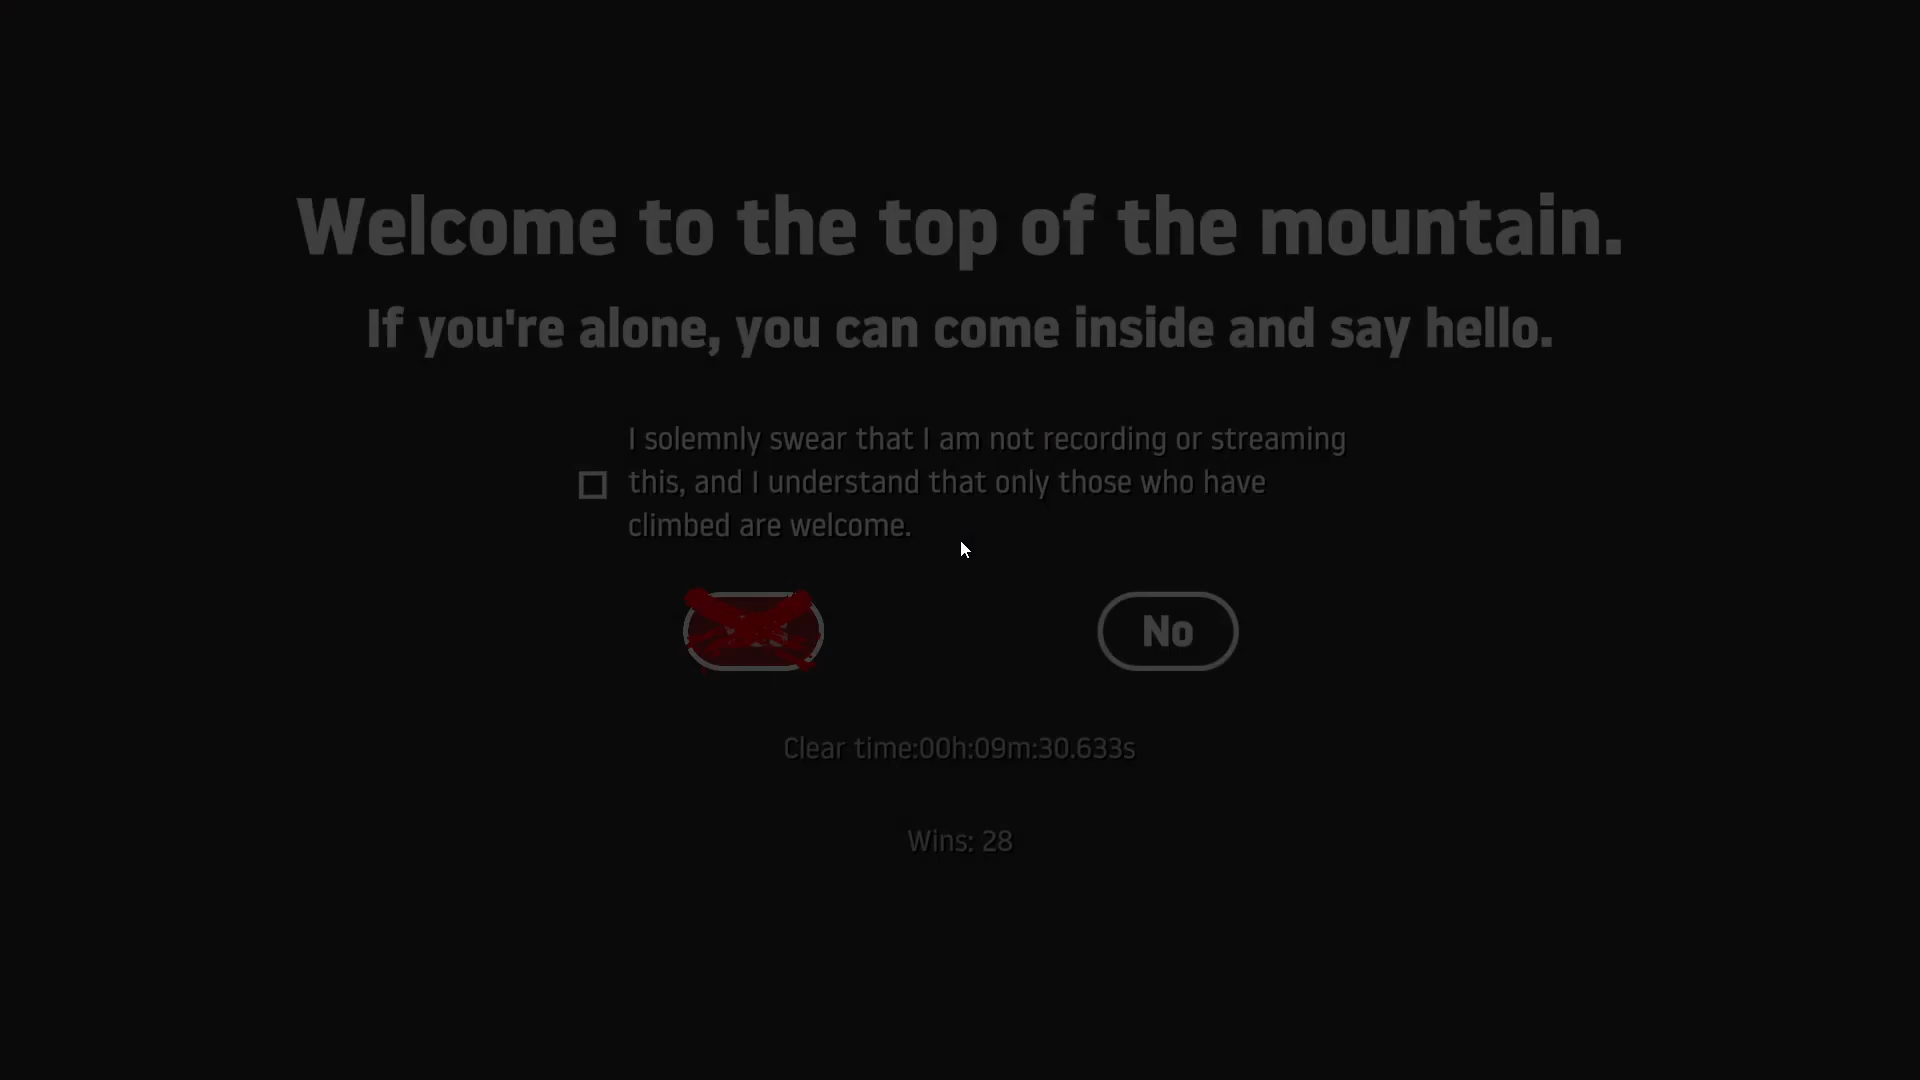 Welcome to the top of the mountain.
If you're alone, you can come inside and say hello.
I solemnly swear that I am not recording or streaming
this, and I understand that only those who have
climbed are welcome.
No
Clear time:00h:09m:30.633s
Wins: 28